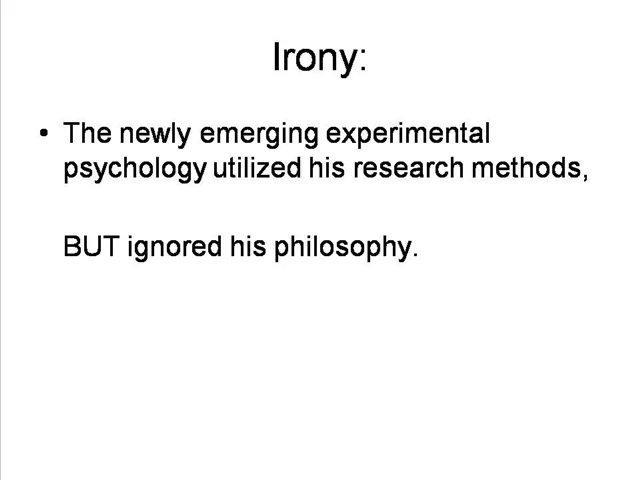 Irony:
• The newly emerging experimental
psychology utilized his research methods,
BUT ignored his philosophy.